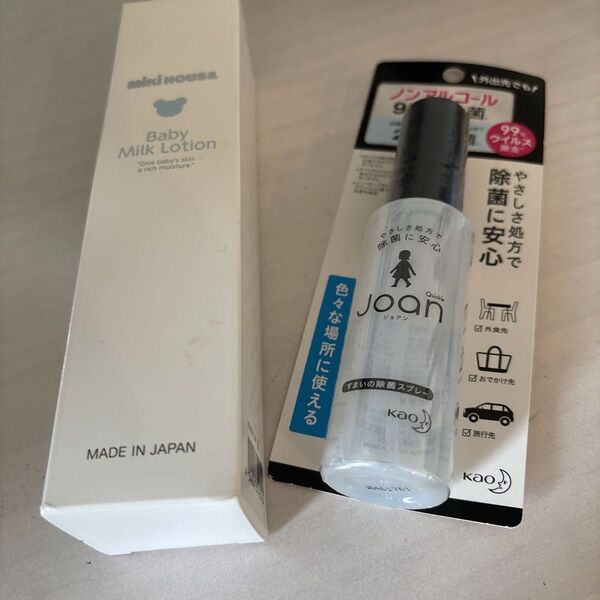 miki HOUSE
Baby
Milk Lotion
"Give baby's skin
a rich moisture."
MADE IN JAPAN
外出先でも!
ノンアルコール
99%
ウイルス
除去
やさしさ処方で
除菌に安心
色々な場所に使える
外食先
おでかけ先
旅行先
Kao
やさしさ処方で
除菌に安心
Quickle
Joan
ジョアン
すまいの除菌スプレー
Kao